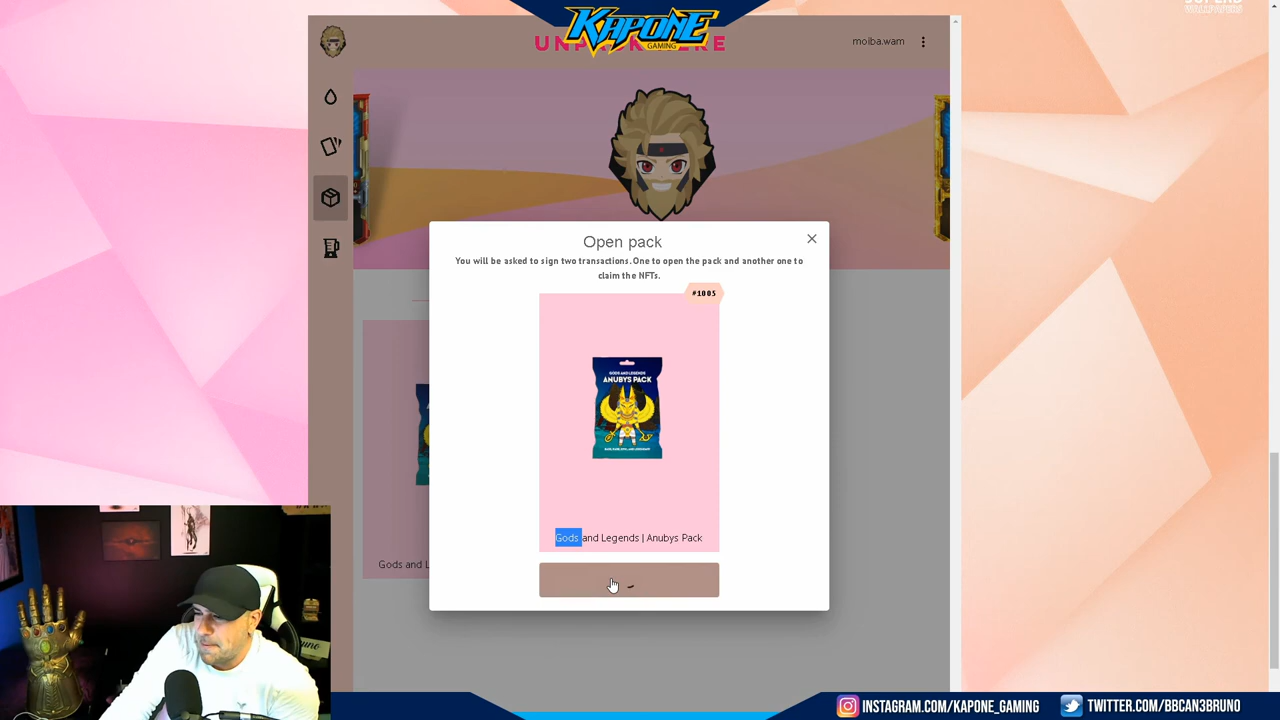 KAPONE
GAMING
moiba.wam
Open pack
You will be asked to sign two transactions. One to open the pack and another one to
claim the NFTs.
#1005
GODS AND LEGENDS
ANUBYS PACK
Gods and Legends | Anubys Pack
Gods and L
INSTAGRAM.COM/KAPONE_GAMING
TWITTER.COM/BBCAN3BRUNO